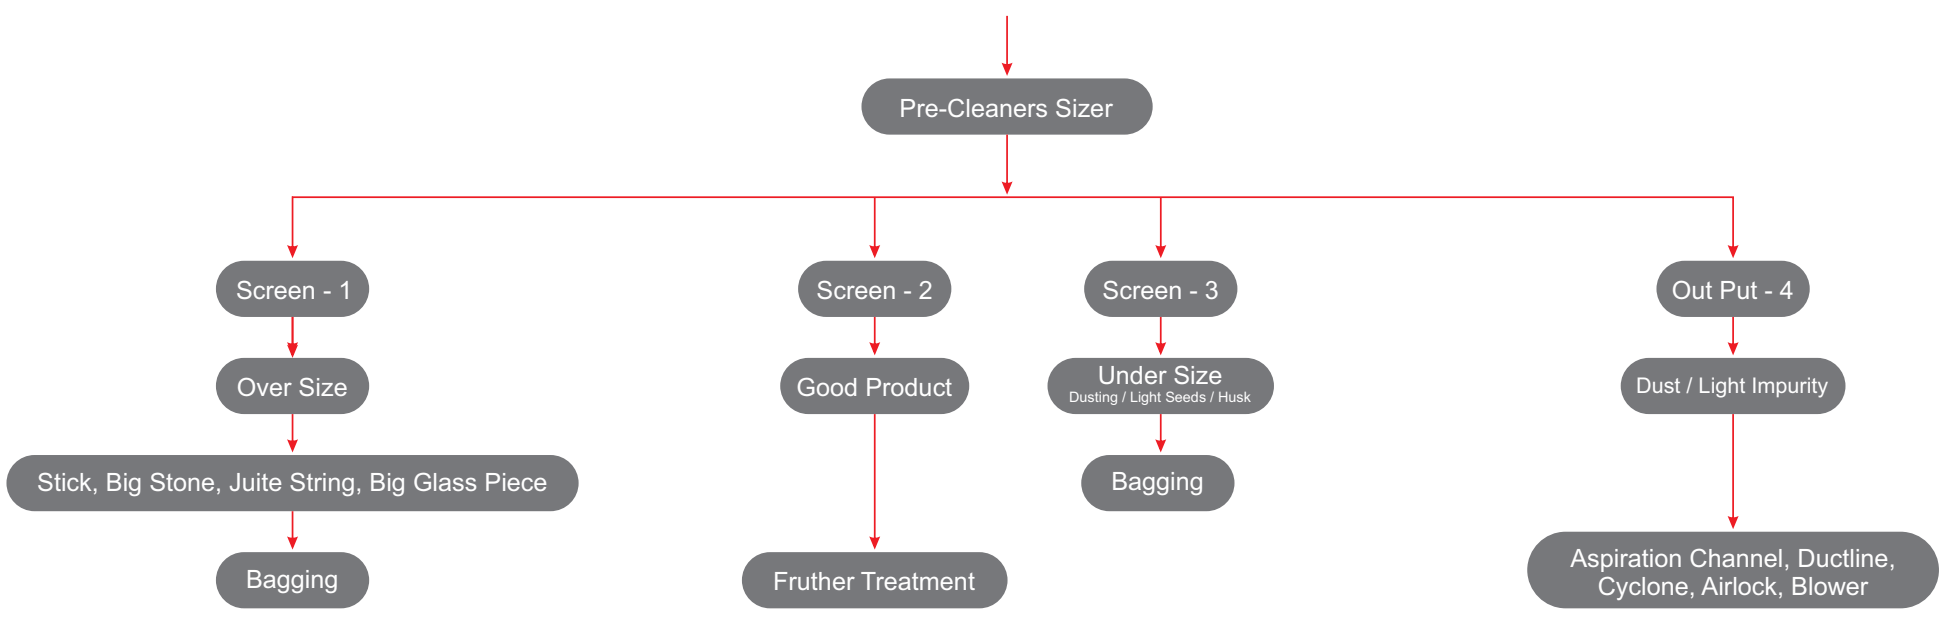 Pre-Cleaners Sizer
Screen - 1
Screen - 2
Screen - 3
Out Put - 4
Over Size
Good Product
Under Size
Dusting / Light Seeds / Husk
Dust / Light Impurity
Stick, Big Stone, Juite String, Big Glass Piece
Bagging
Bagging
Fruther Treatment
Aspiration Channel, Ductline,
Cyclone, Airlock, Blower